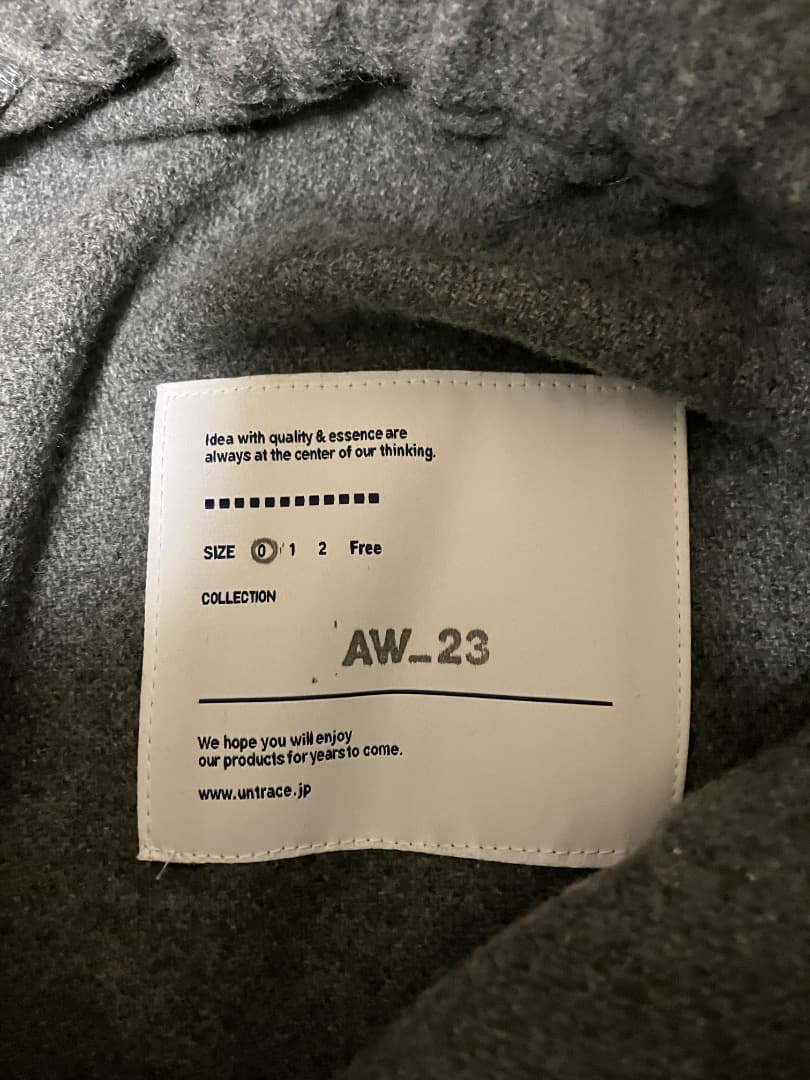 Idea with quality & essence are
always at the center of our thinking.
SIZE 0 1 2 Free
COLLECTION
AW_23
We hope you will enjoy
our products for years to come.
www.untrace.jp